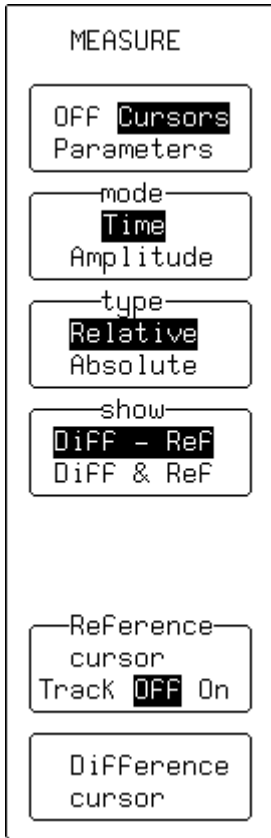 MEASURE
OFF Cursors
Parameters
mode
Time
Amplitude
type
Relative
Absolute
show
Diff - Ref
Diff & Ref
Reference
cursor
Track OFF On
Difference
cursor